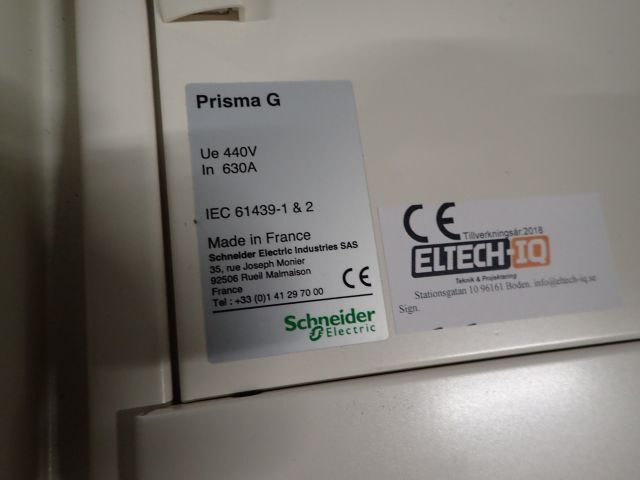 Prisma G
Ue 440V
In 630A
IEC 61439-1 & 2
Made in France
Schneider Electric Industries SAS
35, rue Joseph Monier
92506 Rueil Malmaison
France
Tel : +33 (0)1 41 29 70 00
CE
Schneider
Electric
CE
Tillverkningsår 2018
ELTECH-IQ
Teknik & Projektering
Stationsgatan 10 96161 Boden. info@eltech-iq.se
Sign.